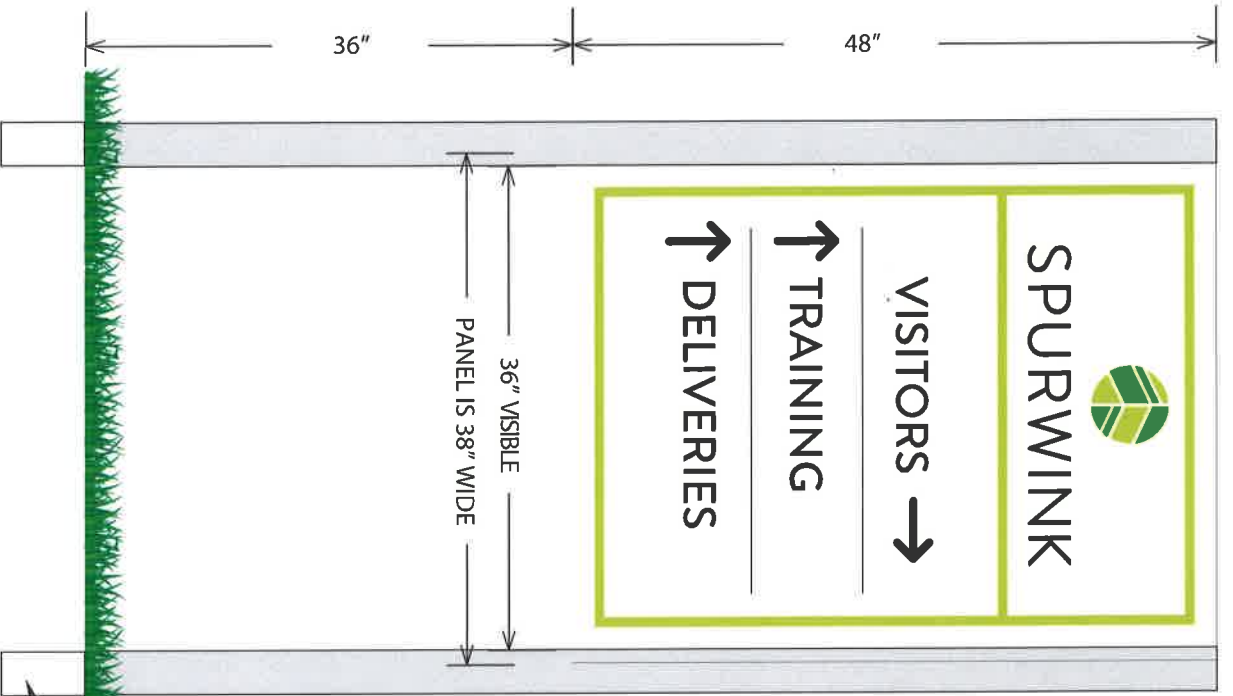 48"
36"
SPURWINK
VISITORS
TRAINING
DELIVERIES
36" VISIBLE
PANEL IS 38" WIDE